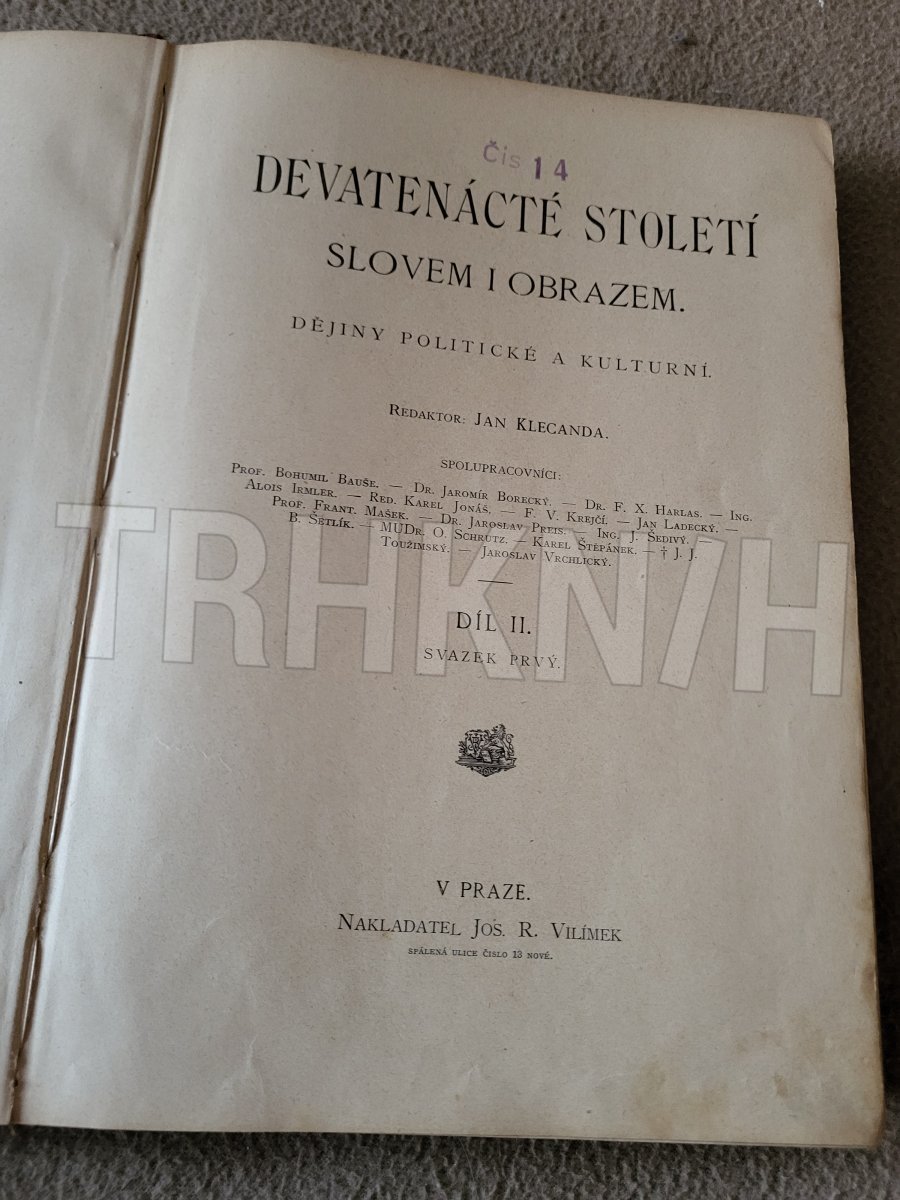 Čis 14
DEVATENÁCTÉ STOLETÍ
SLOVEM I OBRAZEM.
DĚJINY POLITICKÉ A KULTURNÍ.
REDAKTOR: JAN KLECANDA.
SPOLUPRACOVNÍCI:
PROF. BOHUMIL BAUŠE. — DR. JAROMÍR BORECKÝ. — DR. F. X. HARLAS. — ING.
ALOIS IRMLER. — RED. KAREL JONÁŠ. — F. V. KREJČÍ. — JAN LADECKÝ. —
PROF. FRANT. MAŠEK. — DR. JAROSLAV PREIS. — ING. J. ŠEDIVÝ. —
B. ŠETLÍK. — MUDR. O. SCHRUTZ. — KAREL ŠTĚPÁNEK. — † J. J.
TOUŽIMSKÝ. — JAROSLAV VRCHLICKÝ.
TRHKNIH
DÍL II.
SVAZEK PRVÝ.
V PRAZE.
NAKLADATEL JOS. R. VILÍMEK
SPÁLENÁ ULICE ČISLO 13 NOVÉ.